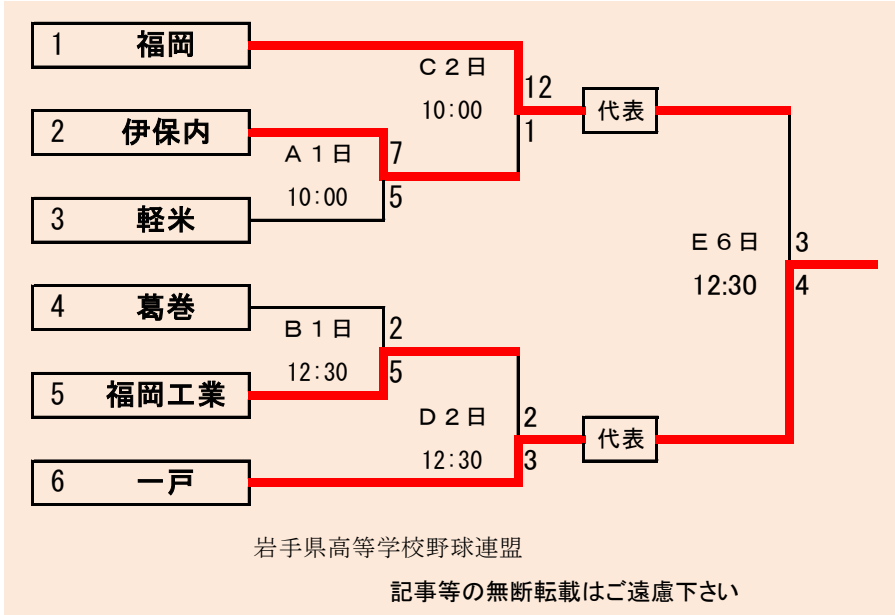 1 福岡
C2日
12
10:00
代表
2 伊保内
1
A1日
7
10:00
5
3 軽米
E6日
3
12:30
4
4 葛巻
B1日
2
12:30
5
5 福岡工業
D2日
2
代表
12:30
3
6 一戸
岩手県高等学校野球連盟
記事等の無断転載はご遠慮下さい